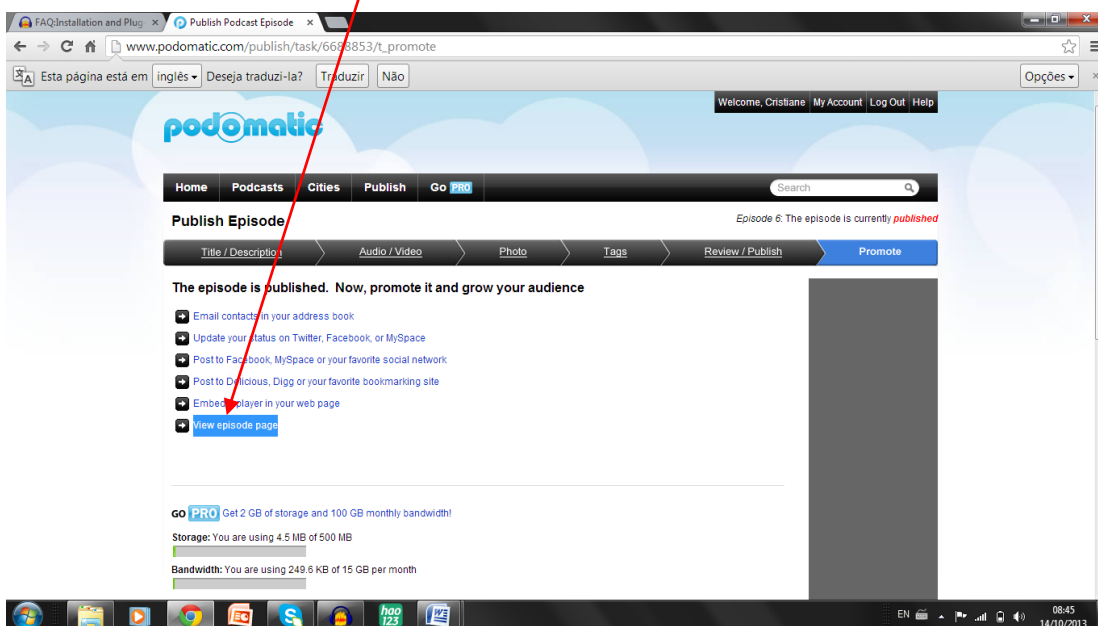 FAQ:Installation and Plug- Publish Podcast Episode
www.podomatic.com/publish/task/6688853/t_promote
Esta página está em inglês Deseja traduzi-la? Traduzir Não Opções
Welcome, Cristiane My Account Log Out Help
podomatic
Home Podcasts Cities Publish Go PRO Search
Publish Episode Episode 6: The episode is currently published
Title / Description Audio / Video Photo Tags Review / Publish Promote
The episode is published. Now, promote it and grow your audience
Email contacts in your address book
Update your status on Twitter, Facebook, or MySpace
Post to Facebook, MySpace or your favorite social network
Post to Delicious, Digg or your favorite bookmarking site
Embed player in your web page
View episode page
GO PRO Get 2 GB of storage and 100 GB monthly bandwidth!
Storage: You are using 4.5 MB of 500 MB
Bandwidth: You are using 249.6 KB of 15 GB per month
hao
123
EN 08:45
14/10/2013